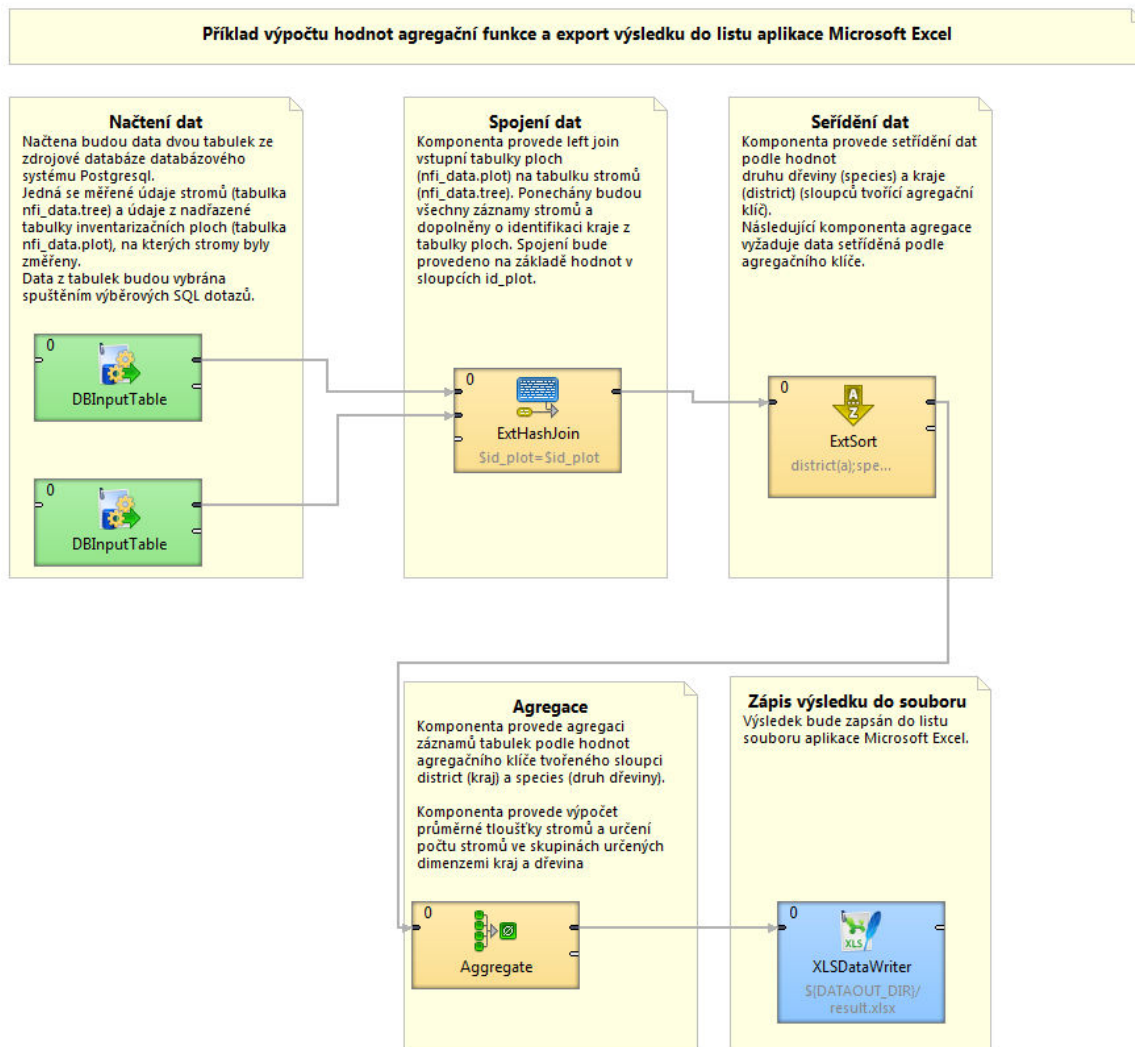 Příklad výpočtu hodnot agregační funkce a export výsledku do listu aplikace Microsoft Excel
Načtení dat
Načtena budou data dvou tabulek ze
zdrojové databáze databázového
systému Postgresql.
Jedná se měřené údaje stromů (tabulka
nfi_data.tree) a údaje z nadřazené
tabulky inventarizačních ploch (tabulka
nfi_data.plot), na kterých stromy byly
změřeny.
Data z tabulek budou vybrána
spuštěním výběrových SQL dotazů.
0
DBInputTable
0
DBInputTable
Spojení dat
Komponenta provede left join
vstupní tabulky ploch
(nfi_data.plot) na tabulku stromů
(nfi_data.tree). Ponechány budou
všechny záznamy stromů a
doplněny o identifikaci kraje z
tabulky ploch. Spojení bude
provedeno na základě hodnot v
sloupcích id_plot.
0
ExtHashJoin
$id_plot=$id_plot
Seřídění dat
Komponenta provede setřídění dat
podle hodnot
druhu dřeviny (species) a kraje
(district) (sloupců tvořící agregační
klíč).
Následující komponenta agregace
vyžaduje data setříděná podle
agregačního klíče.
0
A
Z
ExtSort
district(a);spe...
Agregace
Komponenta provede agregaci
záznamů tabulek podle hodnot
agregačního klíče tvořeného sloupci
district (kraj) a species (druh dřeviny).
Komponenta provede výpočet
průměrné tloušťky stromů a určení
počtu stromů ve skupinách určených
dimenzemi kraj a dřevina
0
Aggregate
Zápis výsledku do souboru
Výsledek bude zapsán do listu
souboru aplikace Microsoft Excel.
0
XLS
XLSDataWriter
${DATAOUT_DIR}/
result.xlsx